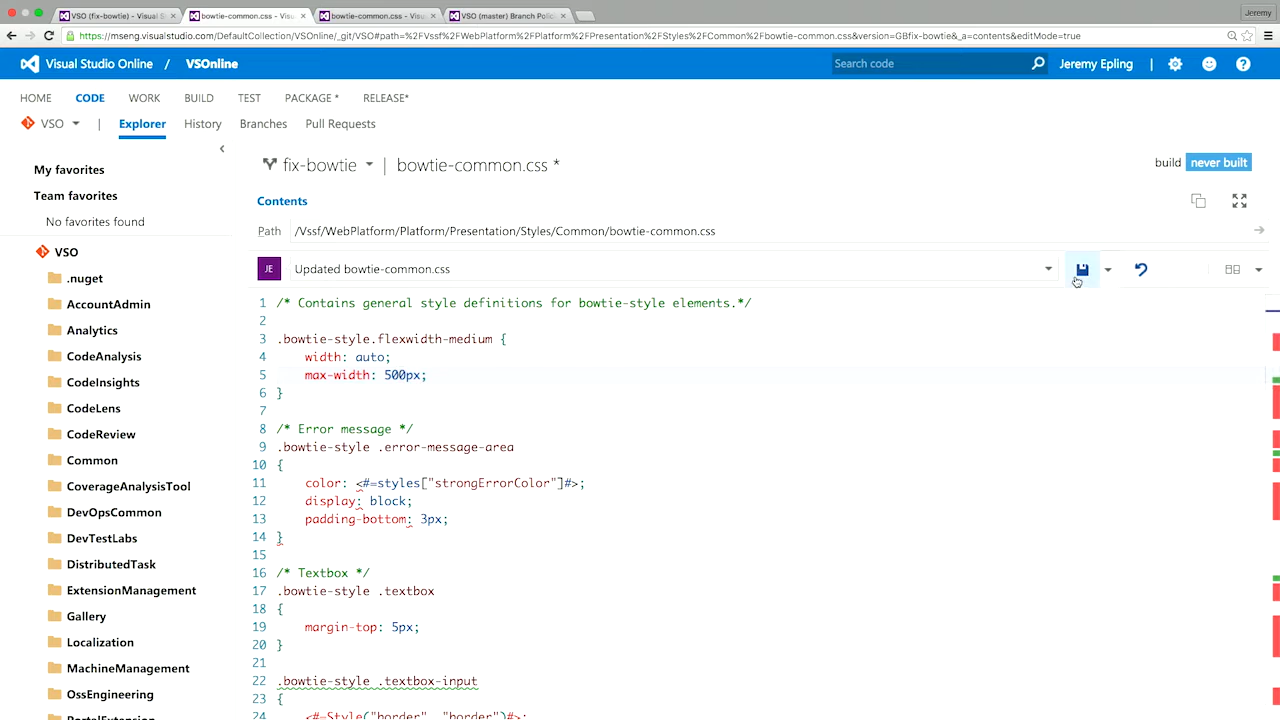 VSO (fix-bowtie) - Visual S
bowtie-common.css - Visu
bowtie-common.css - Visu
VSO (master) Branch Polic
Jeremy
https://mseng.visualstudio.com/DefaultCollection/VSOnline/_git/VSO#path=%2FVssf%2FWebPlatform%2FPlatform%2FPresentation%2FStyles%2FCommon%2Fbowtie-common.css&version=GBfix-bowtie&_a=contents&editMode=true
Visual Studio Online / VSOnline
Search code
Jeremy Epling |
HOME CODE WORK BUILD TEST PACKAGE * RELEASE*
VSO | Explorer History Branches Pull Requests
My favorites
Team favorites
No favorites found
VSO
.nuget
AccountAdmin
Analytics
CodeAnalysis
CodeInsights
CodeLens
CodeReview
Common
CoverageAnalysisTool
DevOpsCommon
DevTestLabs
DistributedTask
ExtensionManagement
Gallery
Localization
MachineManagement
OssEngineering
PortalExtension
fix-bowtie | bowtie-common.css *
build never built
Contents
Path /Vssf/WebPlatform/Platform/Presentation/Styles/Common/bowtie-common.css
JE Updated bowtie-common.css
1 /* Contains general style definitions for bowtie-style elements.*/
2
3 .bowtie-style.flexwidth-medium {
4 width: auto;
5 max-width: 500px;
6 }
7
8 /* Error message */
9 .bowtie-style .error-message-area
10 {
11 color: <#=styles["strongErrorColor"]#>;
12 display: block;
13 padding-bottom: 3px;
14 }
15
16 /* Textbox */
17 .bowtie-style .textbox
18 {
19 margin-top: 5px;
20 }
21
22 .bowtie-style .textbox-input
23 {
24 <#=Style("border", "border")#>;